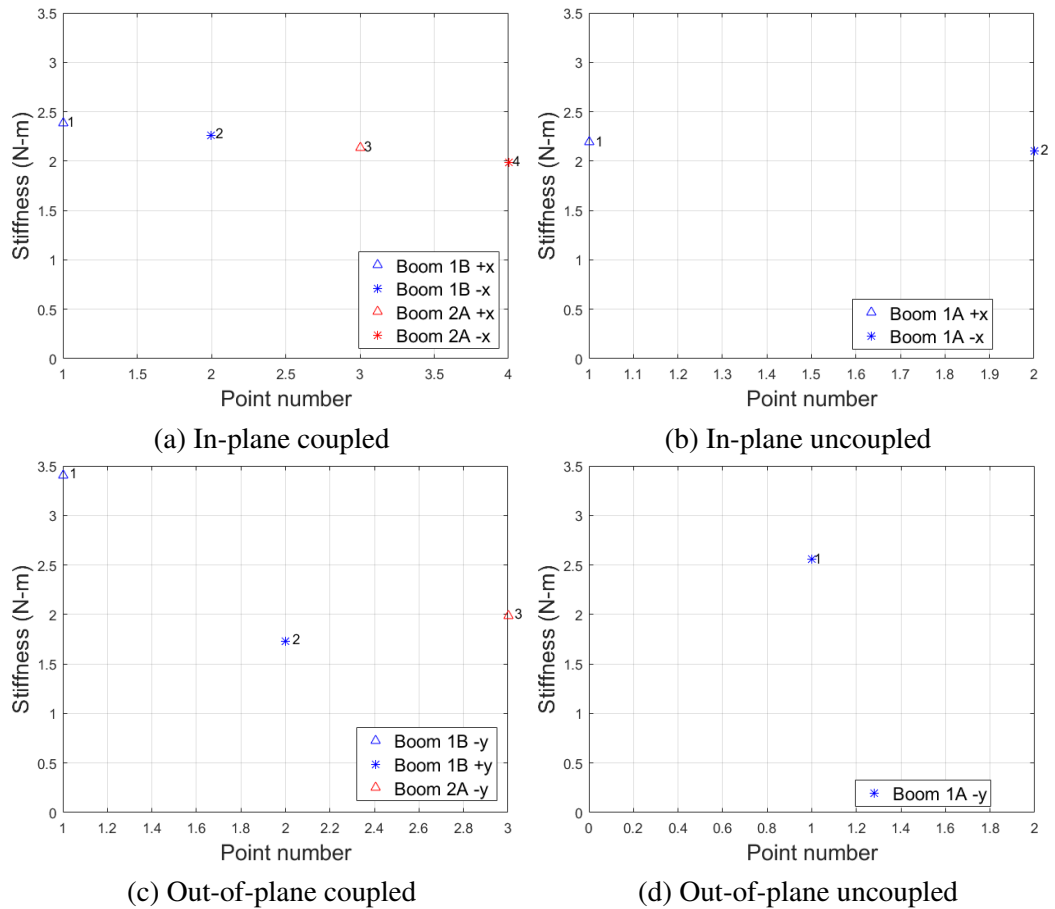 3.5
3
2.5
2
1.5
1
0.5
0
Stiffness (N-m)
1
2
3
4
Boom 1B +x
Boom 1B -x
Boom 2A +x
Boom 2A -x
1 1.5 2 2.5 3 3.5 4
Point number
(a) In-plane coupled
3.5
3
2.5
2
1.5
1
0.5
0
Stiffness (N-m)
1
2
Boom 1A +x
Boom 1A -x
1 1.1 1.2 1.3 1.4 1.5 1.6 1.7 1.8 1.9 2
Point number
(b) In-plane uncoupled
3.5
3
2.5
2
1.5
1
0.5
0
Stiffness (N-m)
1
2
3
Boom 1B -y
Boom 1B +y
Boom 2A -y
1 1.2 1.4 1.6 1.8 2 2.2 2.4 2.6 2.8 3
Point number
(c) Out-of-plane coupled
3.5
3
2.5
2
1.5
1
0.5
0
Stiffness (N-m)
1
Boom 1A -y
0 0.2 0.4 0.6 0.8 1 1.2 1.4 1.6 1.8 2
Point number
(d) Out-of-plane uncoupled